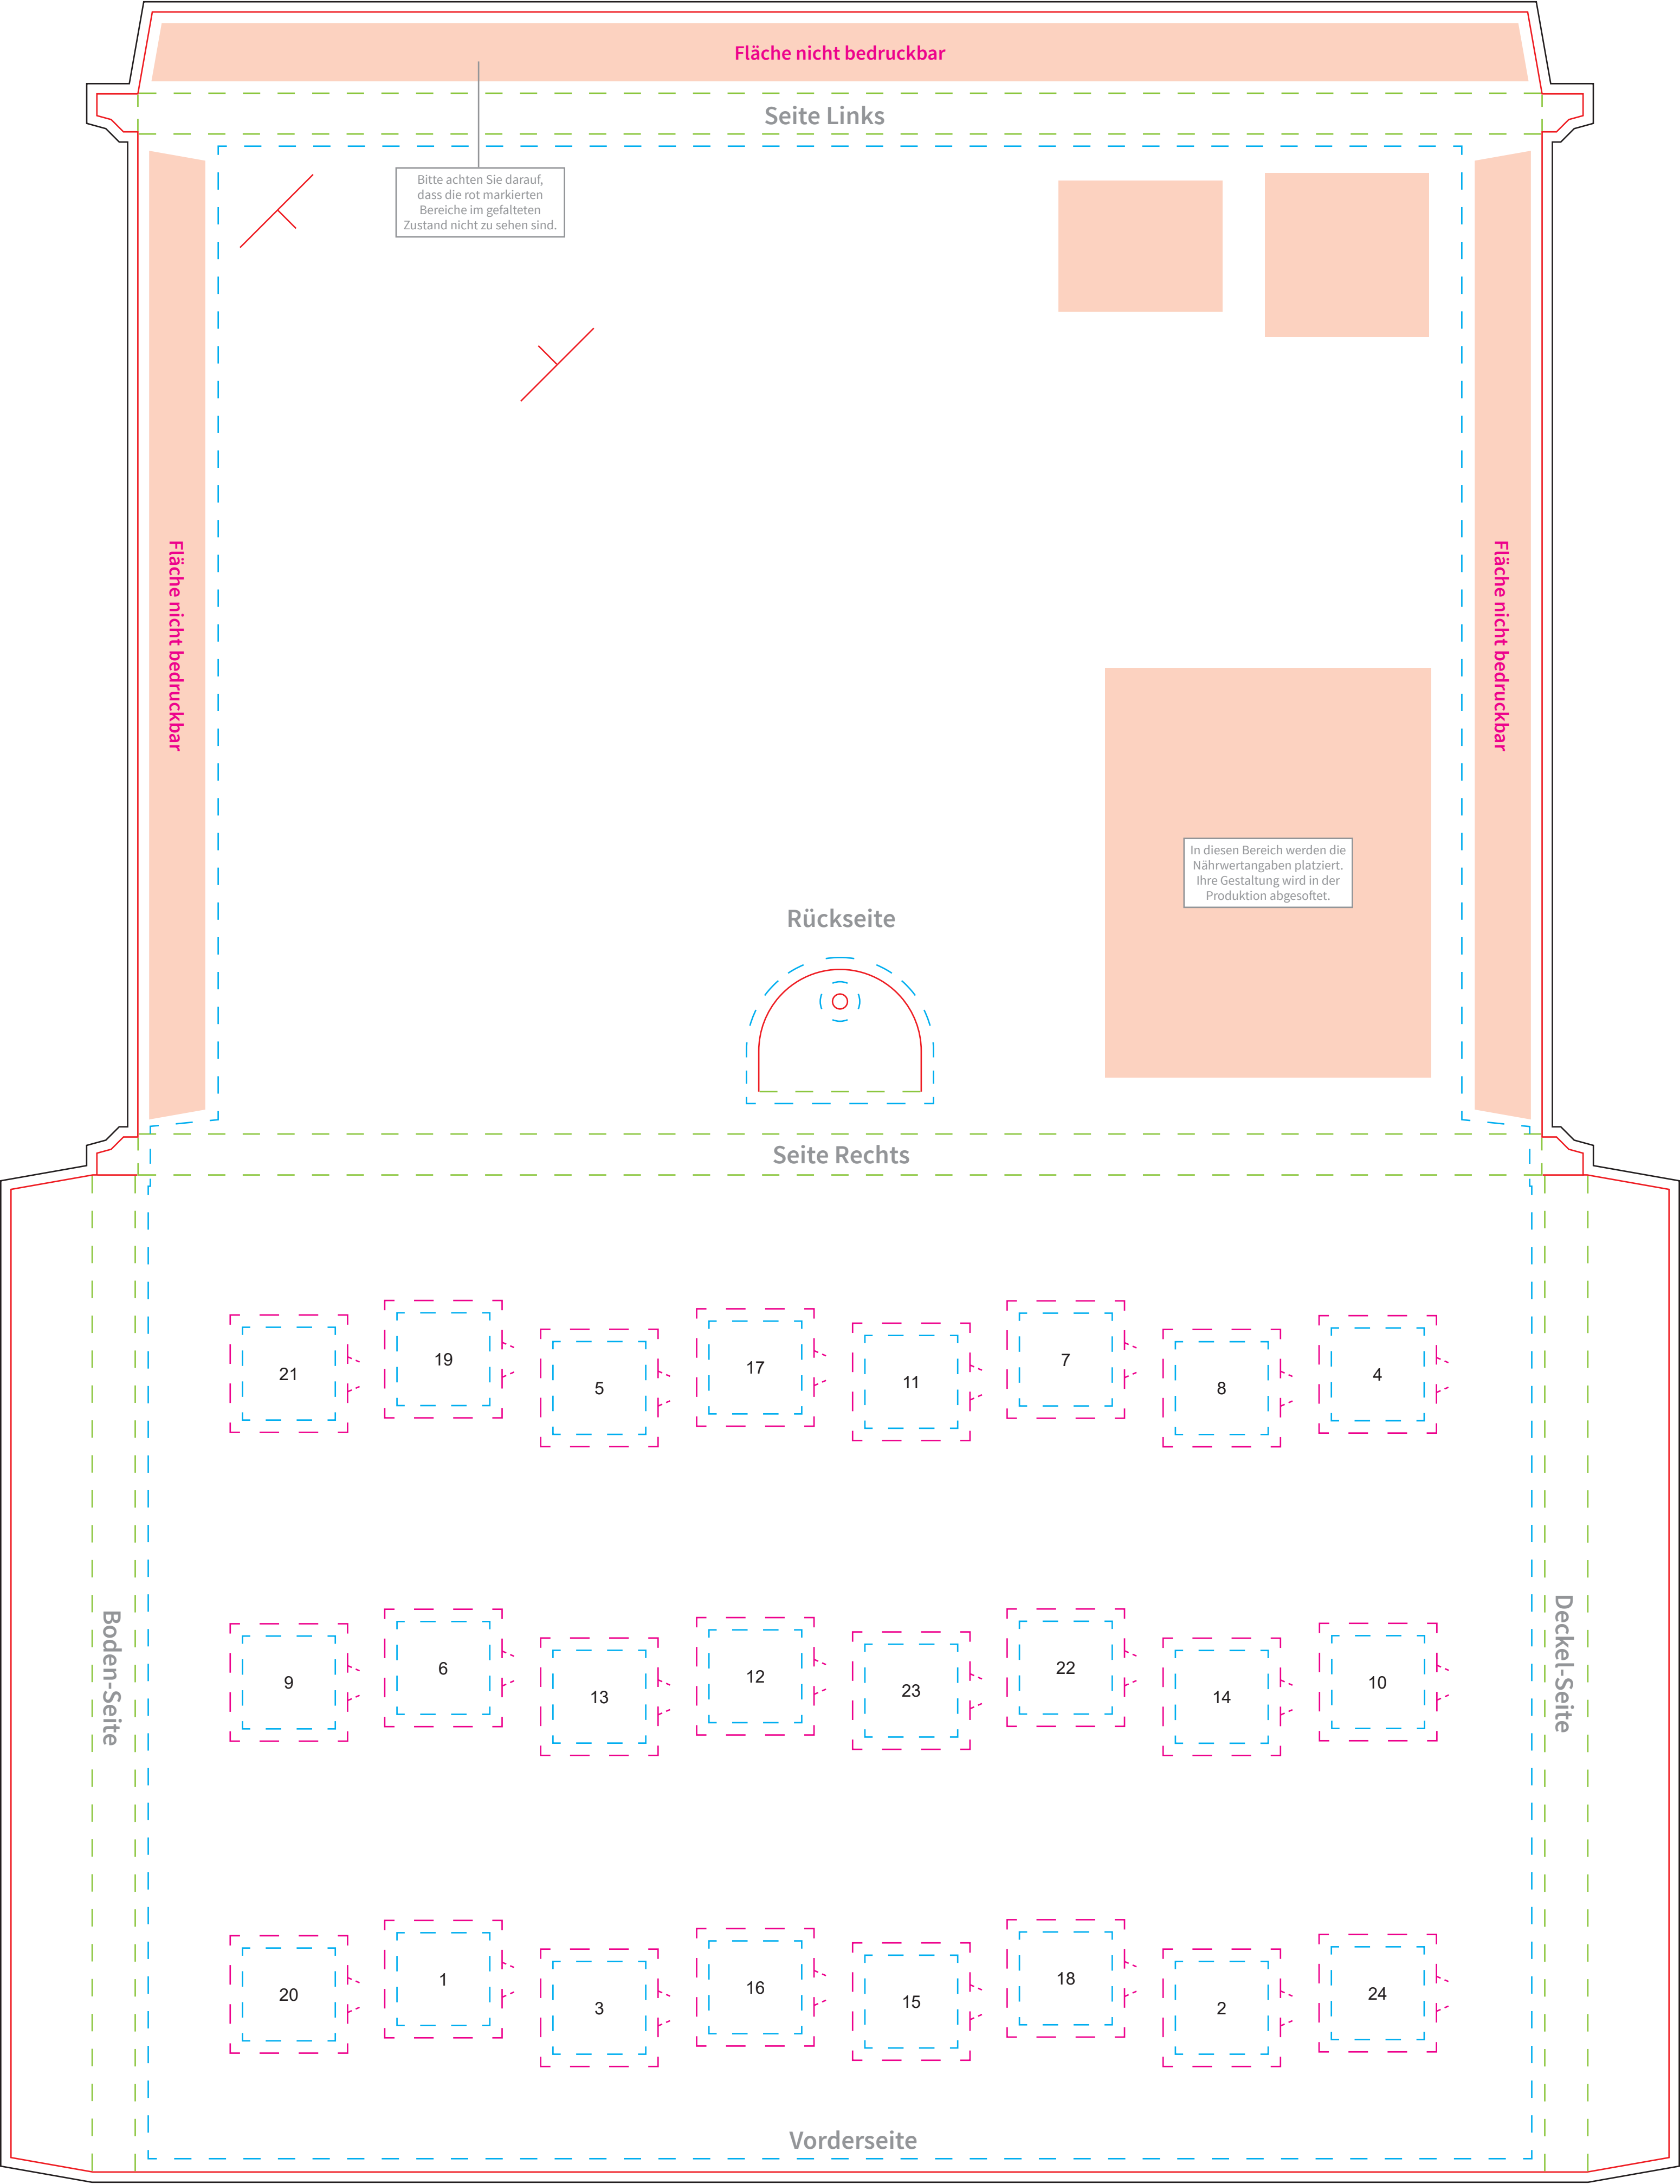 Fläche nicht bedruckbar
Seite Links
Bitte achten Sie darauf,
dass die rot markierten
Bereiche im gefalteten
Zustand nicht zu sehen sind.
Fläche nicht bedruckbar
Fläche nicht bedruckbar
In diesen Bereich werden die
Nährwertangaben platziert.
Ihre Gestaltung wird in der
Produktion abgesoftet.
Rückseite
Seite Rechts
21 19 5 17 11 7 8 4
Boden-Seite
Deckel-Seite
9 6 13 12 23 22 14 10
20 1 3 16 15 18 2 24
Vorderseite